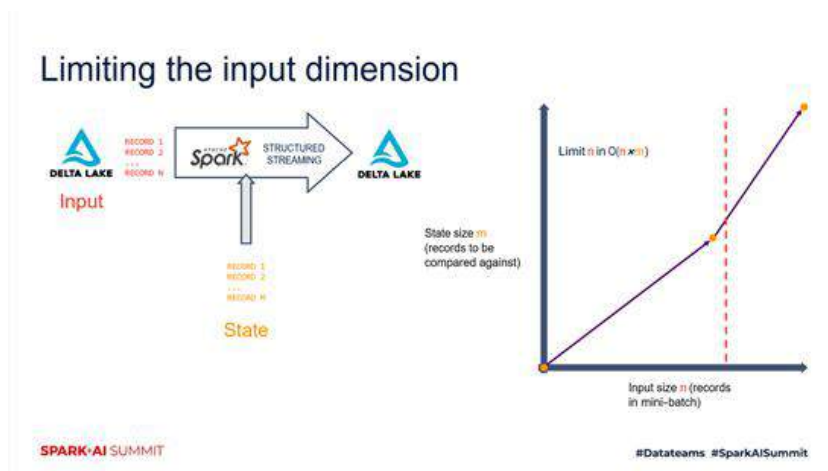 Limiting the input dimension
DELTA LAKE
Input
RECORD 1
RECORD 2
...
RECORD N
APACHE
Spark
STRUCTURED
STREAMING
DELTA LAKE
RECORD 1
RECORD 2
...
RECORD M
State
Limit n in O(n×m)
State size m
(records to be
compared against)
Input size n (records
in mini-batch)
SPARK+AI SUMMIT
#Datateams #SparkAISummit